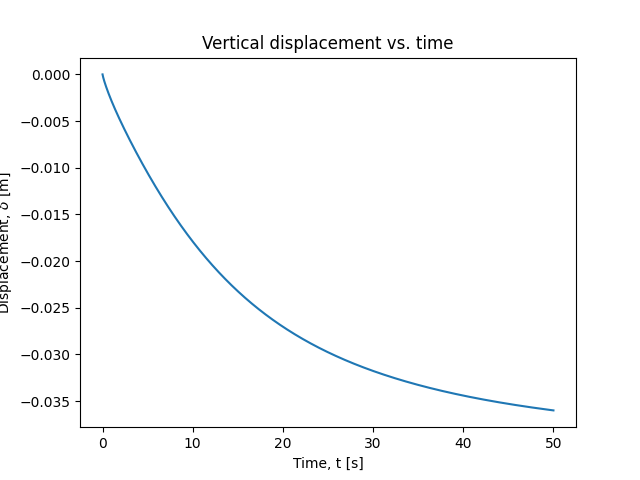 Vertical displacement vs. time
0.000
−0.005
−0.010
−0.015
−0.020
−0.025
−0.030
−0.035
Displacement, δ [m]
0 10 20 30 40 50
Time, t [s]